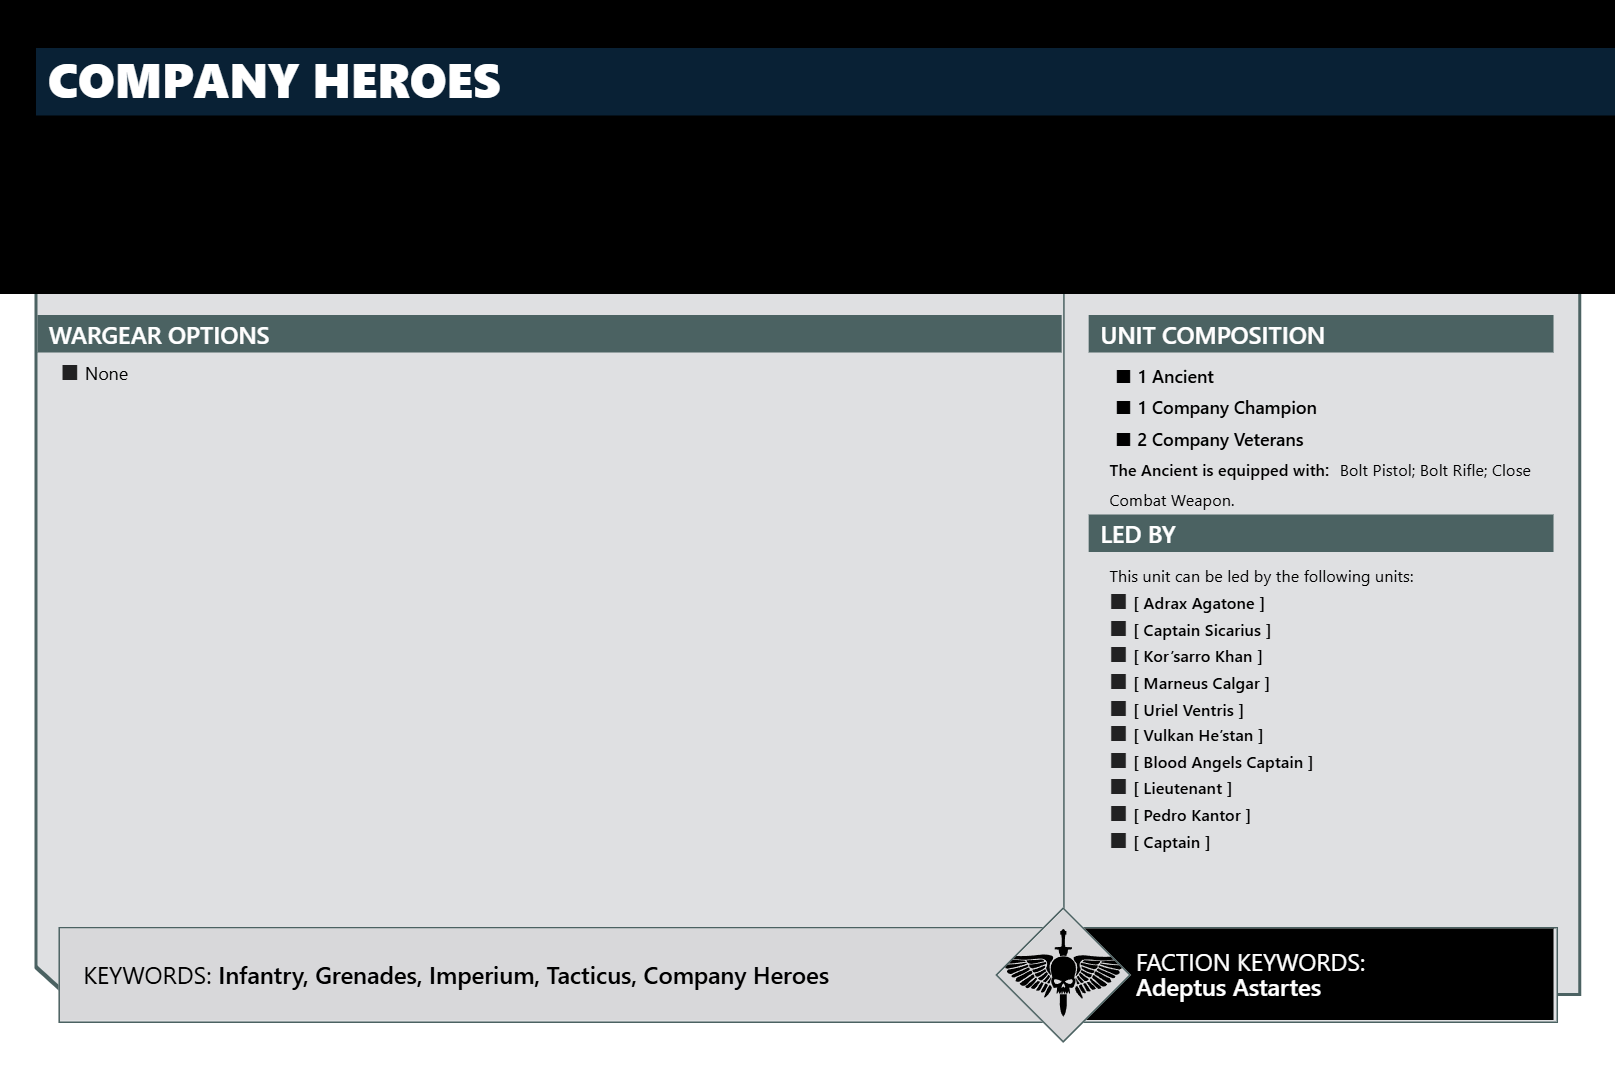 COMPANY HEROES
WARGEAR OPTIONS
■ None
UNIT COMPOSITION
■ 1 Ancient
■ 1 Company Champion
■ 2 Company Veterans
The Ancient is equipped with: Bolt Pistol; Bolt Rifle; Close
Combat Weapon.
LED BY
This unit can be led by the following units:
■ [ Adrax Agatone ]
■ [ Captain Sicarius ]
■ [ Kor’sarro Khan ]
■ [ Marneus Calgar ]
■ [ Uriel Ventris ]
■ [ Vulkan He’stan ]
■ [ Blood Angels Captain ]
■ [ Lieutenant ]
■ [ Pedro Kantor ]
■ [ Captain ]
KEYWORDS: Infantry, Grenades, Imperium, Tacticus, Company Heroes
FACTION KEYWORDS:
Adeptus Astartes